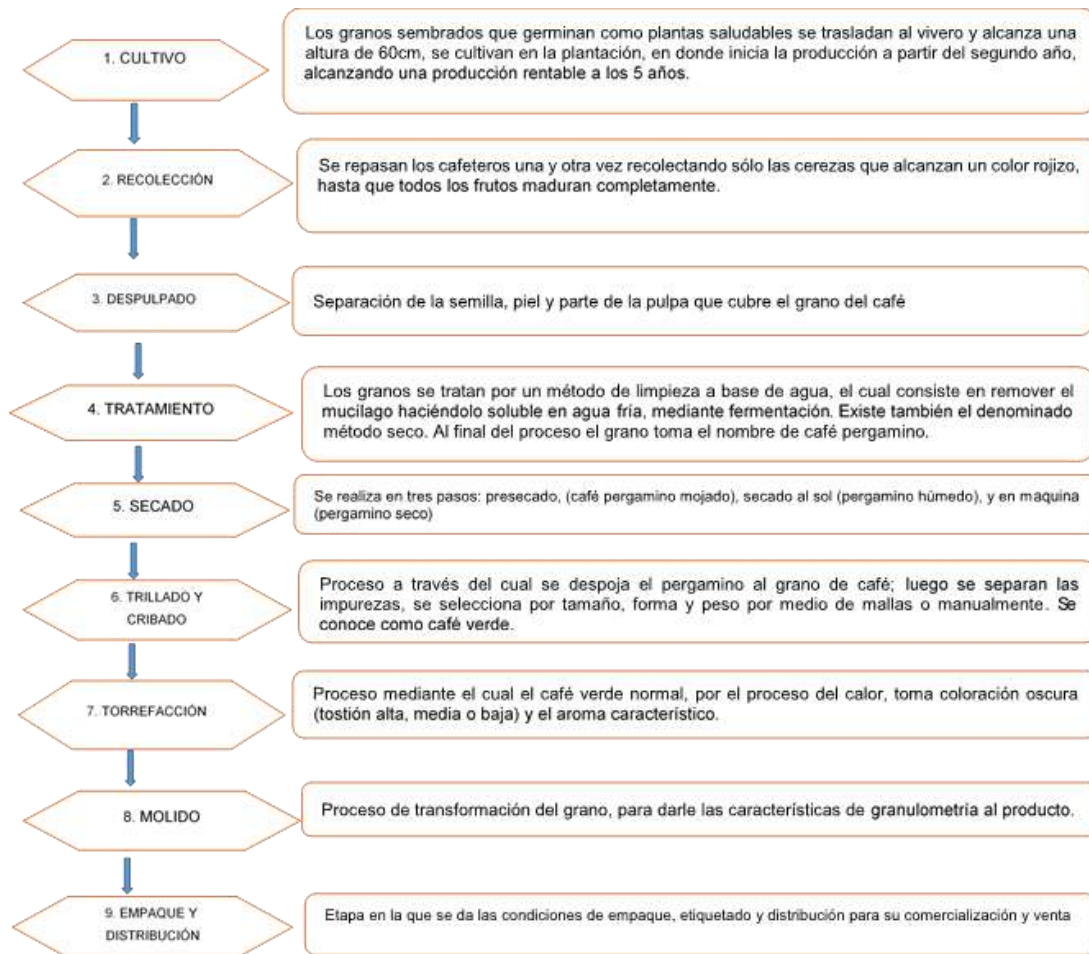 1. CULTIVO
Los granos sembrados que germinan como plantas saludables se trasladan al vivero y alcanza una
altura de 60cm, se cultivan en la plantación, en donde inicia la producción a partir del segundo año,
alcanzando una producción rentable a los 5 años.
2. RECOLECCIÓN
Se repasan los cafeteros una y otra vez recolectando sólo las cerezas que alcanzan un color rojizo,
hasta que todos los frutos maduran completamente.
3. DESPULPADO
Separación de la semilla, piel y parte de la pulpa que cubre el grano del café
4. TRATAMIENTO
Los granos se tratan por un método de limpieza a base de agua, el cual consiste en remover el
mucilago haciéndolo soluble en agua fría, mediante fermentación. Existe también el denominado
método seco. Al final del proceso el grano toma el nombre de café pergamino.
5. SECADO
Se realiza en tres pasos: presecado, (café pergamino mojado), secado al sol (pergamino húmedo), y en maquina
(pergamino seco)
6. TRILLADO Y
CRIBADO
Proceso a través del cual se despoja el pergamino al grano de café; luego se separan las
impurezas, se selecciona por tamaño, forma y peso por medio de mallas o manualmente. Se
conoce como café verde.
7. TORREFACCIÓN
Proceso mediante el cual el café verde normal, por el proceso del calor, toma coloración oscura
(tostión alta, media o baja) y el aroma característico.
8. MOLIDO
Proceso de transformación del grano, para darle las características de granulometría al producto.
9. EMPAQUE Y
DISTRIBUCIÓN
Etapa en la que se da las condiciones de empaque, etiquetado y distribución para su comercialización y venta